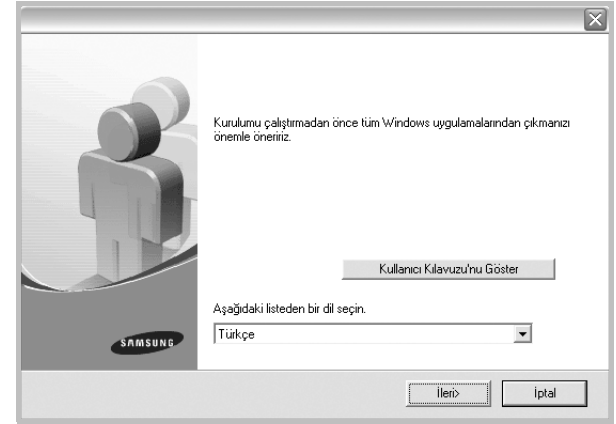 Kurulumu çalıştırmadan önce tüm Windows uygulamalarından çıkmanızı
önemle öneririz.
Kullanıcı Kılavuzu'nu Göster
Aşağıdaki listeden bir dil seçin.
Türkçe
SAMSUNG
İleri>
İptal